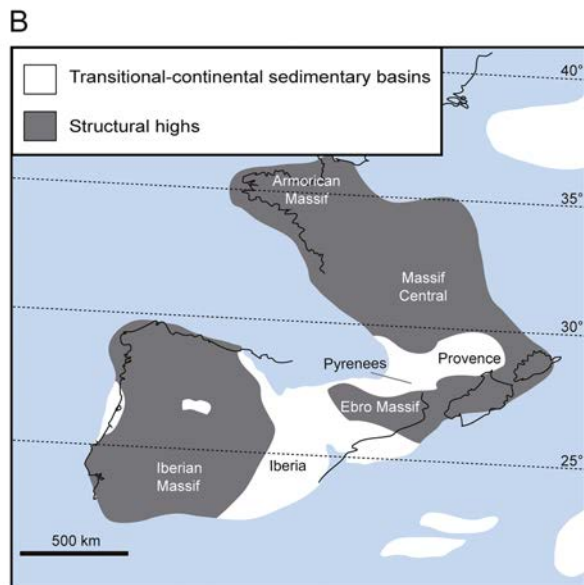 B
Transitional-continental sedimentary basins
Structural highs
40°
Armorican
Massif
35°
Massif
Central
30°
Pyrenees
Provence
Ebro Massif
Iberian
Massif
Iberia
25°
500 km